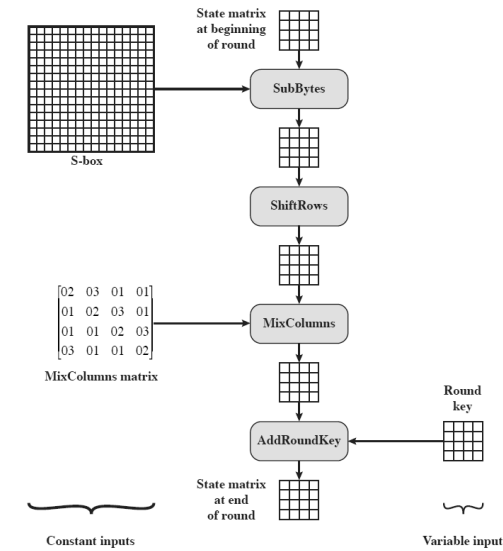 State matrix
at beginning
of round
SubBytes
S-box
ShiftRows
02 03 01 01
01 02 03 01
01 01 02 03
03 01 01 02
MixColumns
MixColumns matrix
Round
key
AddRoundKey
State matrix
at end
of round
Constant inputs
Variable input